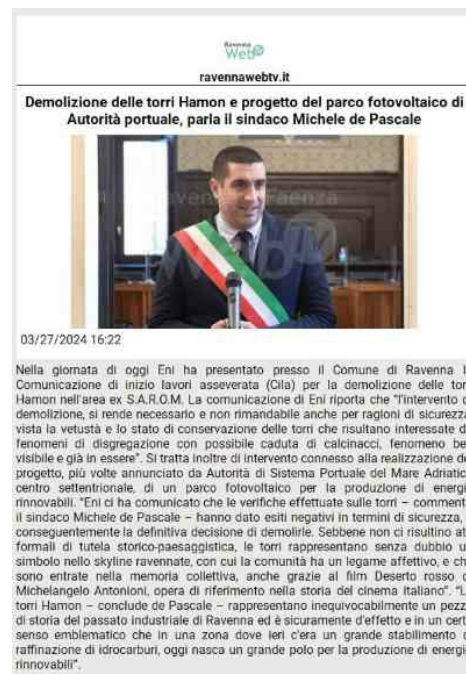 Ravenna
Web
ravennawebtv.it
Demolizione delle torri Hamon e progetto del parco fotovoltaico di
Autorità portuale, parla il sindaco Michele de Pascale
03/27/2024 16:22
Nella giornata di oggi Eni ha presentato presso il Comune di Ravenna l
Comunicazione di inizio lavori asseverata (Cila) per la demolizione delle tor
Hamon nell'area ex S.A.R.O.M. La comunicazione di Eni riporta che "l'intervento d
demolizione, si rende necessario e non rimandabile anche per ragioni di sicurezza
vista la vetustà e lo stato di conservazione delle torri che risultano interessate d
fenomeni di disgregazione con possibile caduta di calcinacci, fenomeno be
visibile e già in essere". Si tratta inoltre di intervento connesso alla realizzazione de
progetto, più volte annunciato da Autorità di Sistema Portuale del Mare Adriatic
centro settentrionale, di un parco fotovoltaico per la produzione di energi
rinnovabili. "Eni ci ha comunicato che le verifiche effettuate sulle torri – comment
il sindaco Michele de Pascale – hanno dato esiti negativi in termini di sicurezza,
conseguentemente la definitiva decisione di demolirle. Sebbene non ci risultino att
formali di tutela storico-paesaggistica, le torri rappresentano senza dubbio u
simbolo nello skyline ravennate, con cui la comunità ha un legame affettivo, e ch
sono entrate nella memoria collettiva, anche grazie al film Deserto rosso d
Michelangelo Antonioni, opera di riferimento nella storia del cinema italiano". "L
torri Hamon – conclude de Pascale – rappresentano inequivocabilmente un pezz
di storia del passato industriale di Ravenna ed è sicuramente d'effetto e in un cert
senso emblematico che in una zona dove ieri c'era un grande stabilimento d
raffinazione di idrocarburi, oggi nasca un grande polo per la produzione di energi
rinnovabili".